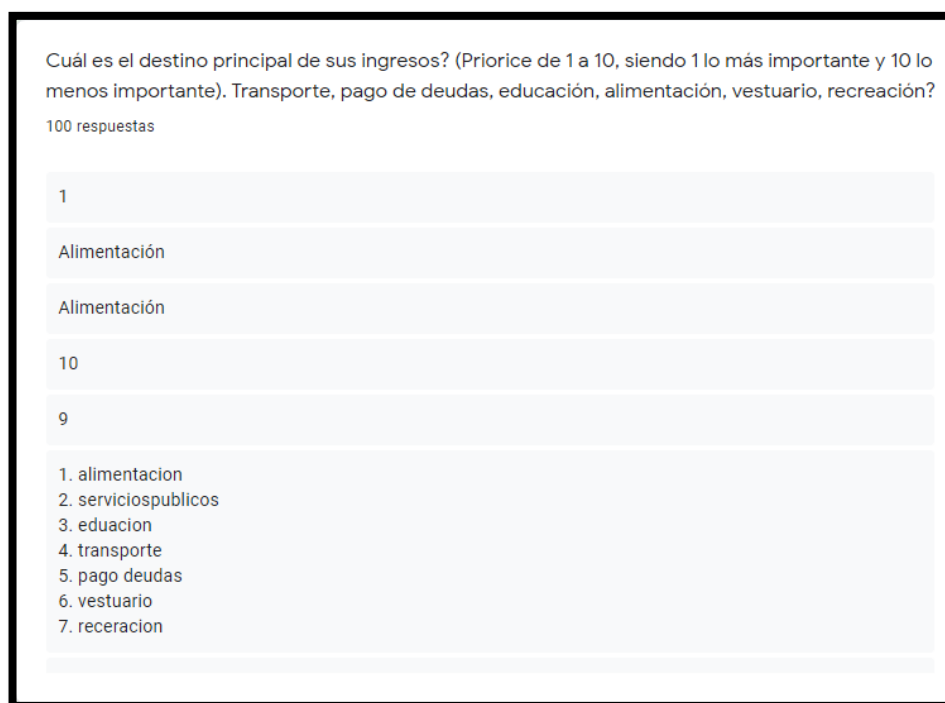 Cuál es el destino principal de sus ingresos? (Priorice de 1 a 10, siendo 1 lo más importante y 10 lo
menos importante). Transporte, pago de deudas, educación, alimentación, vestuario, recreación?
100 respuestas
1
Alimentación
Alimentación
10
9
1. alimentacion
2. serviciospublicos
3. eduacion
4. transporte
5. pago deudas
6. vestuario
7. receracion